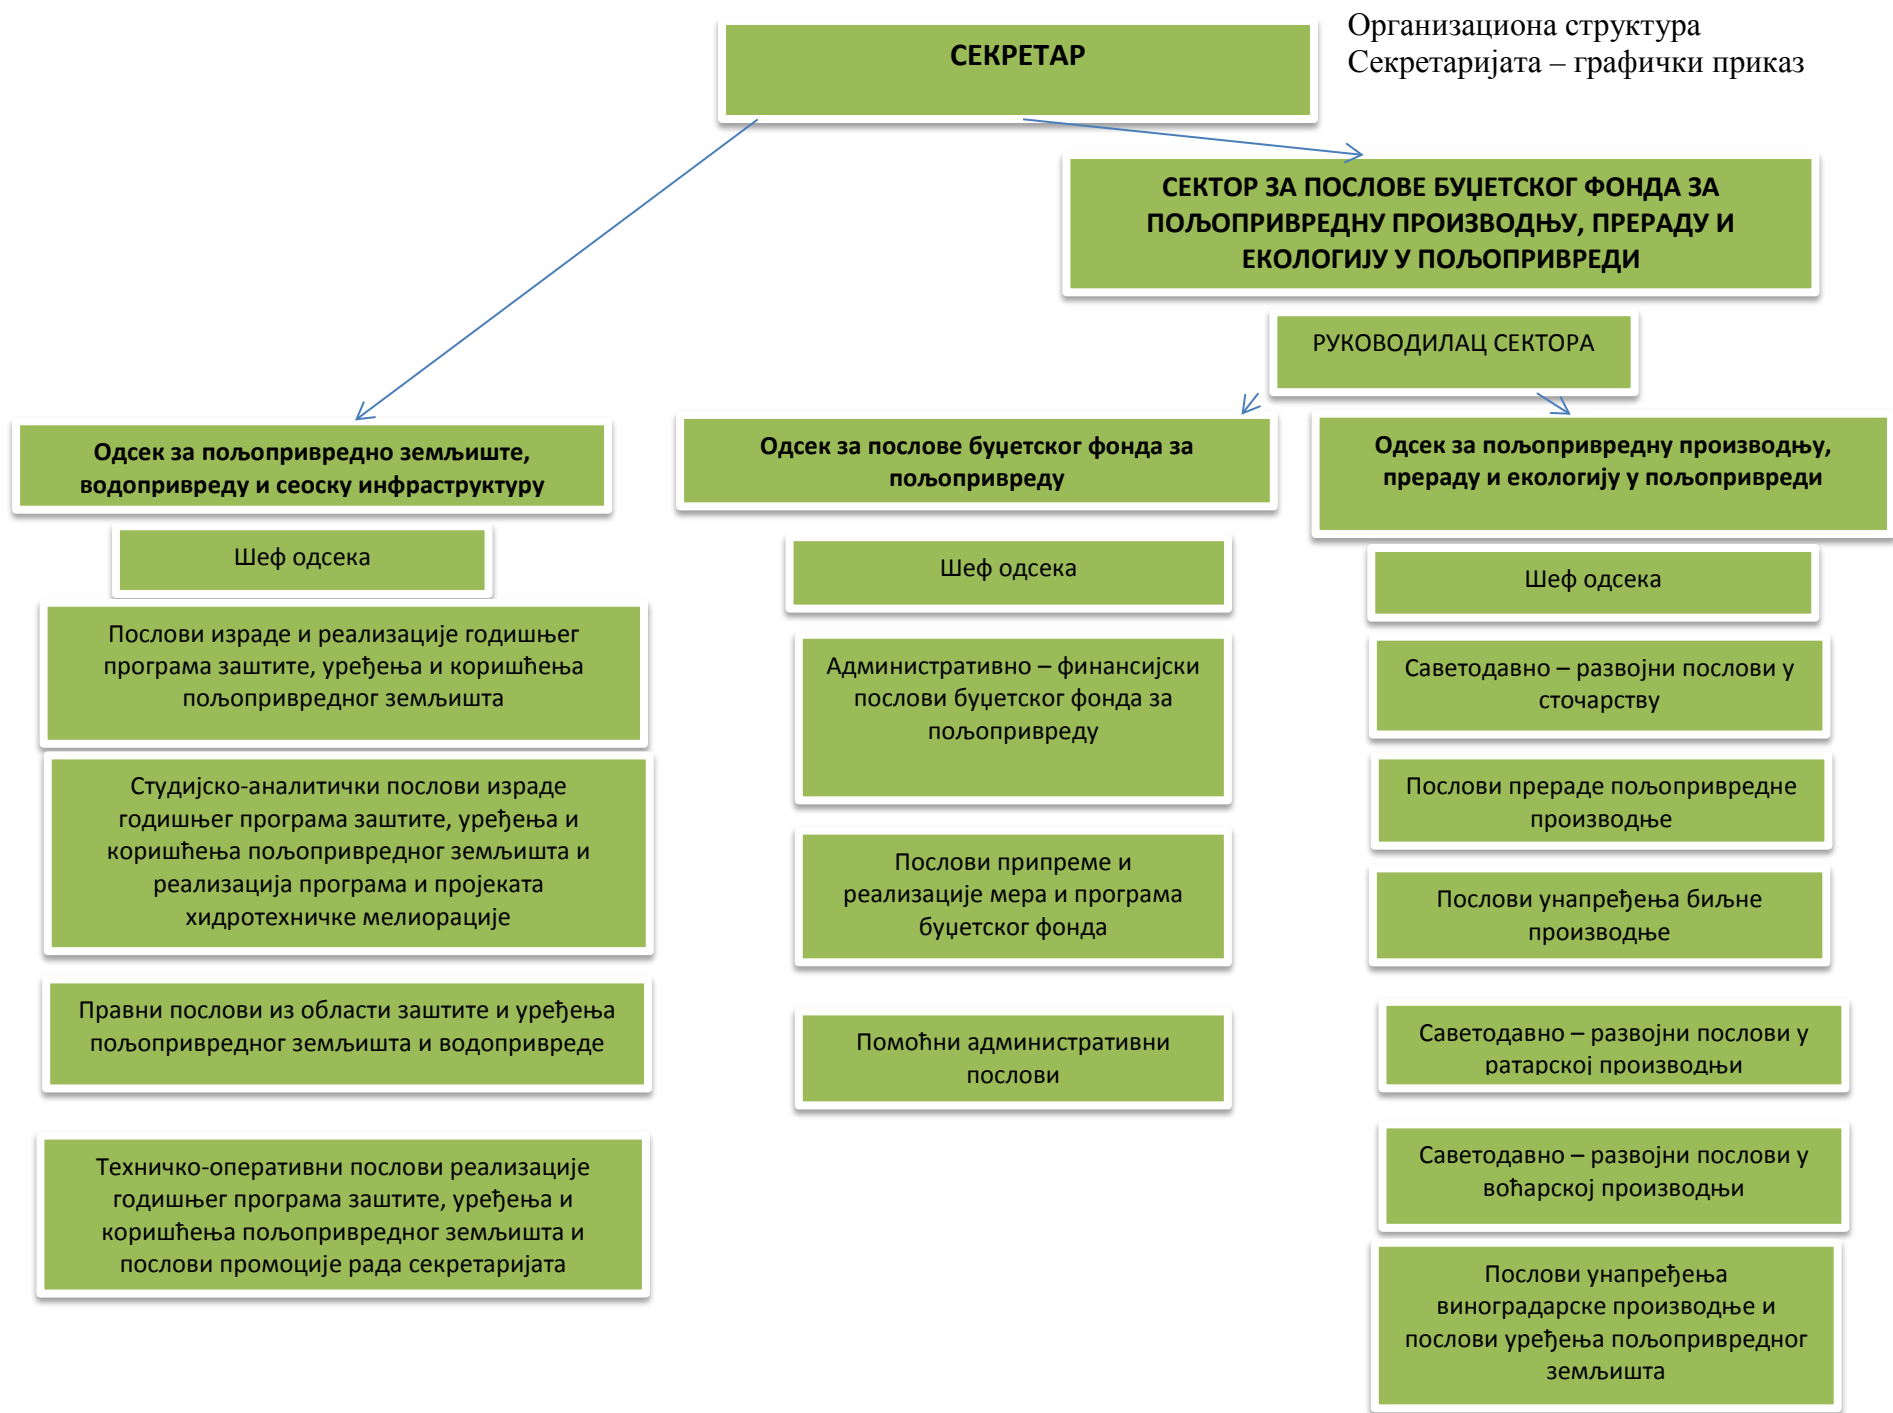 Организациона структура
Секретаријата – графички приказ
СЕКРЕТАР
СЕКТОР ЗА ПОСЛОВЕ БУЏЕТСКОГ ФОНДА ЗА
ПОЉОПРИВРЕДНУ ПРОИЗВОДЊУ, ПРЕРАДУ И
ЕКОЛОГИЈУ У ПОЉОПРИВРЕДИ
РУКОВОДИЛАЦ СЕКТОРА
Одсек за пољопривредно земљиште,
водопривреду и сеоску инфраструктуру
Шеф одсека
Послови израде и реализације годишњег
програма заштите, уређења и коришћења
пољопривредног земљишта
Студијско-аналитички послови израде
годишњег програма заштите, уређења и
коришћења пољопривредног земљишта и
реализација програма и пројеката
хидротехничке мелиорације
Правни послови из области заштите и уређења
пољопривредног земљишта и водопривреде
Техничко-оперативни послови реализације
годишњег програма заштите, уређења и
коришћења пољопривредног земљишта и
послови промоције рада секретаријата
Одсек за послове буџетског фонда за
пољопривреду
Шеф одсека
Административно – финансијски
послови буџетског фонда за
пољопривреду
Послови припреме и
реализације мера и програма
буџетског фонда
Помоћни административни
послови
Одсек за пољопривредну производњу,
прераду и екологију у пољопривреди
Шеф одсека
Саветодавно – развојни послови у
сточарству
Послови прераде пољопривредне
производње
Послови унапређења биљне
производње
Саветодавно – развојни послови у
ратарској производњи
Саветодавно – развојни послови у
воћарској производњи
Послови унапређења
виноградарске производње и
послови уређења пољопривредног
земљишта